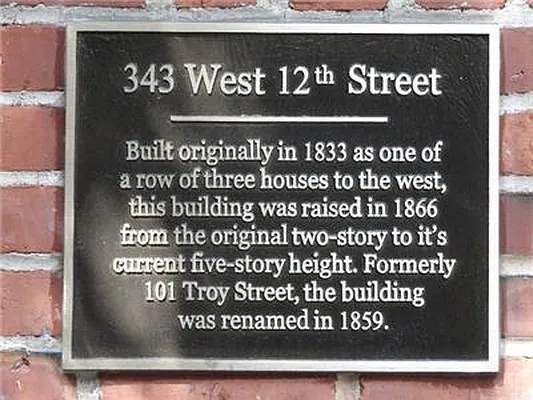 343 West 12th Street
Built originally in 1833 as one of
a row of three houses to the west,
this building was raised in 1866
from the original two-story to it's
current five-story height. Formerly
101 Troy Street, the building
was renamed in 1859.